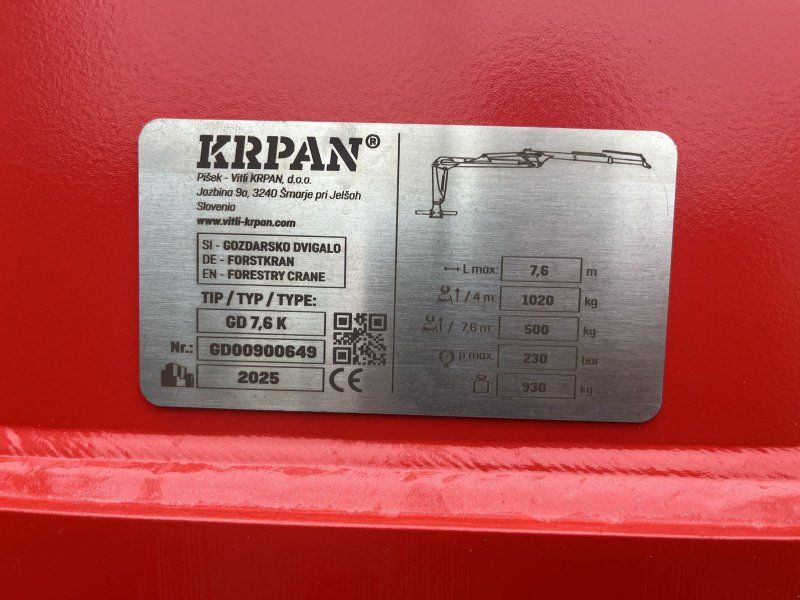 KRPAN®
Pišek - Vitli KRPAN, d.o.o.
Jazbina 9a, 3240 Šmarje pri Jelšah
Slovenia
www.vitli-krpan.com
SI - GOZDARSKO DVIGALO
DE - FORSTKRAN
EN - FORESTRY CRANE
TIP / TYP / TYPE:
GD 7,6 K
Nr.: GD00900649
2025 CE
L max: 7,6 m
/ 4 m: 1020 kg
/ 7,6 m: 500 kg
p max 230 bar
930 kg